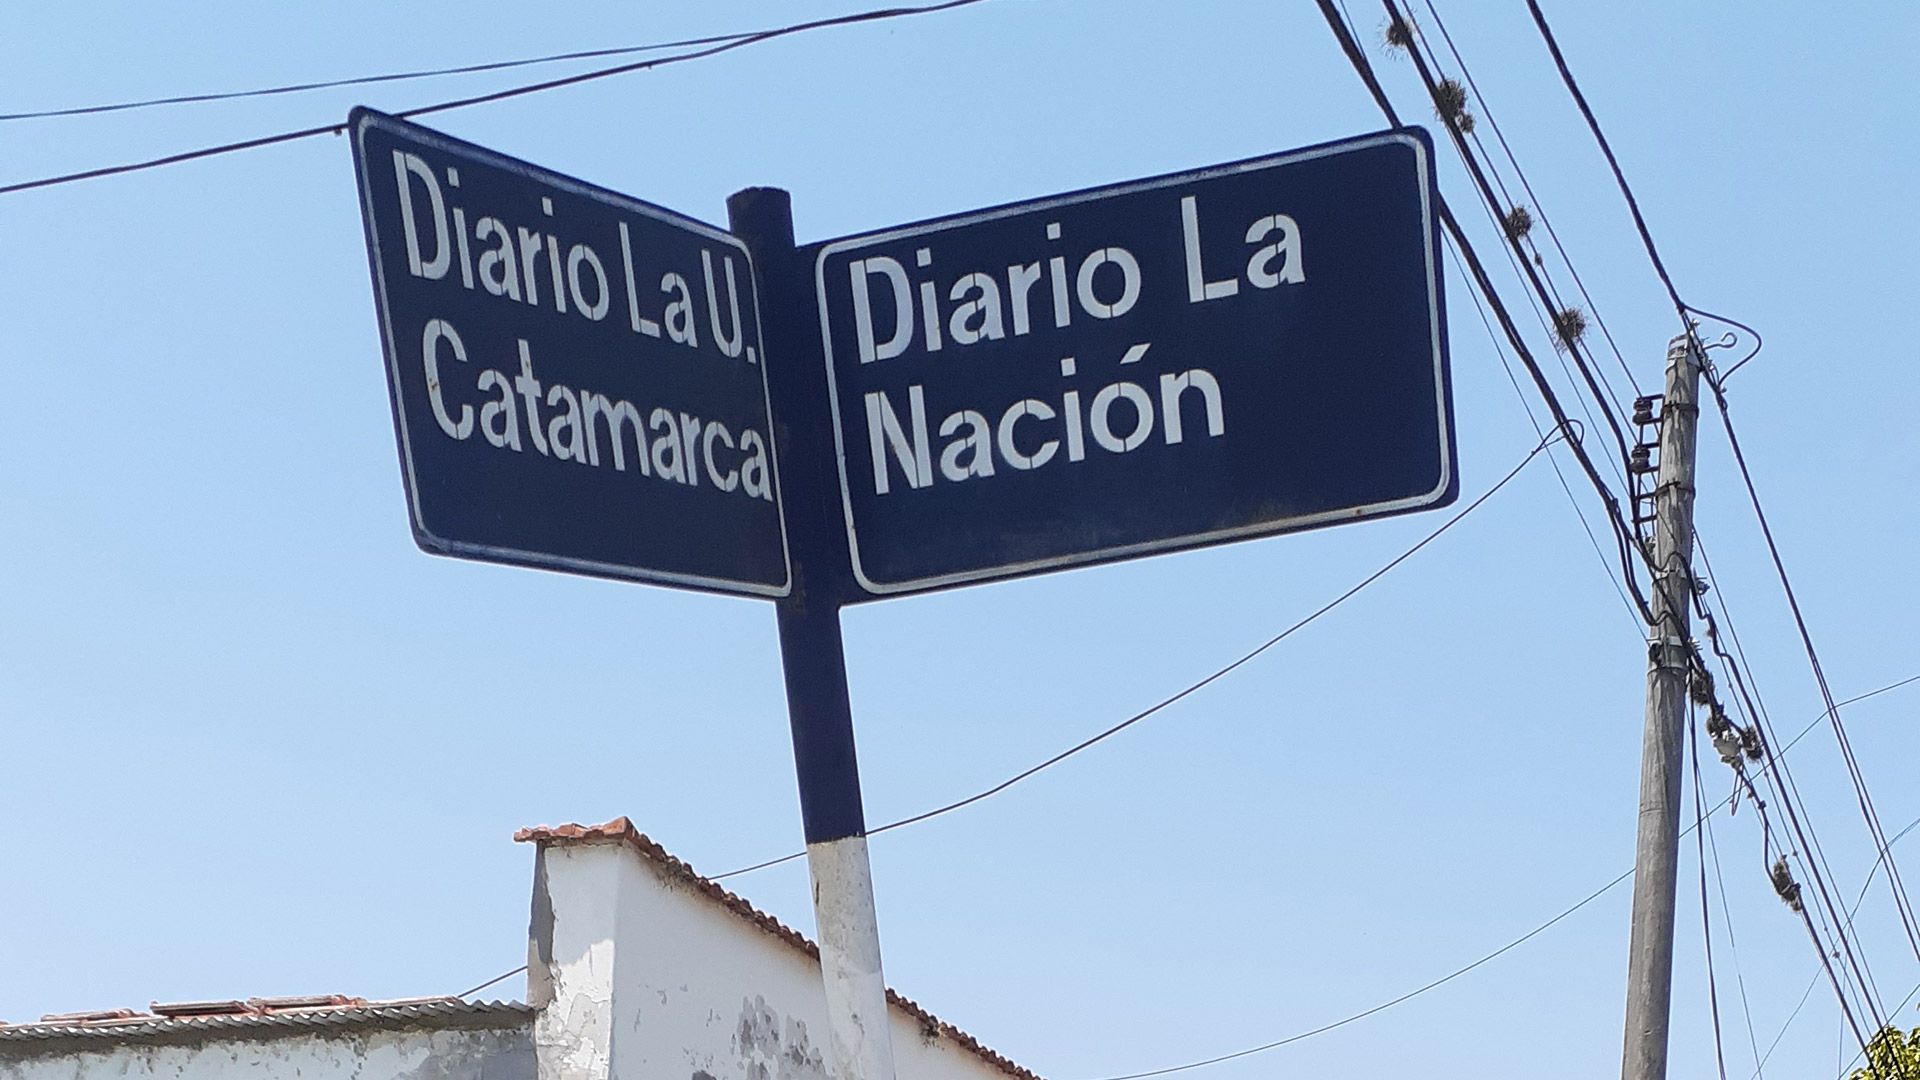 Diario La U.
Catamarca
Diario La
Nación